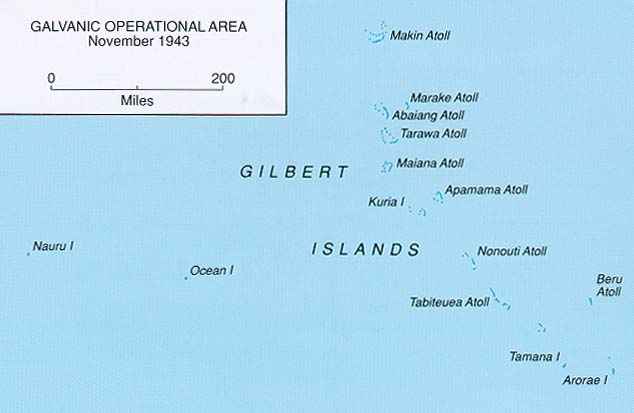 GALVANIC OPERATIONAL AREA
November 1943
0 200
Miles
Makin Atoll
Marake Atoll
Abaiang Atoll
Tarawa Atoll
GILBERT
Maiana Atoll
Apamama Atoll
Kuria I
Nauru I
ISLANDS
Nonouti Atoll
Ocean I
Beru
Atoll
Tabiteuea Atoll
Tamana I
Arorae I